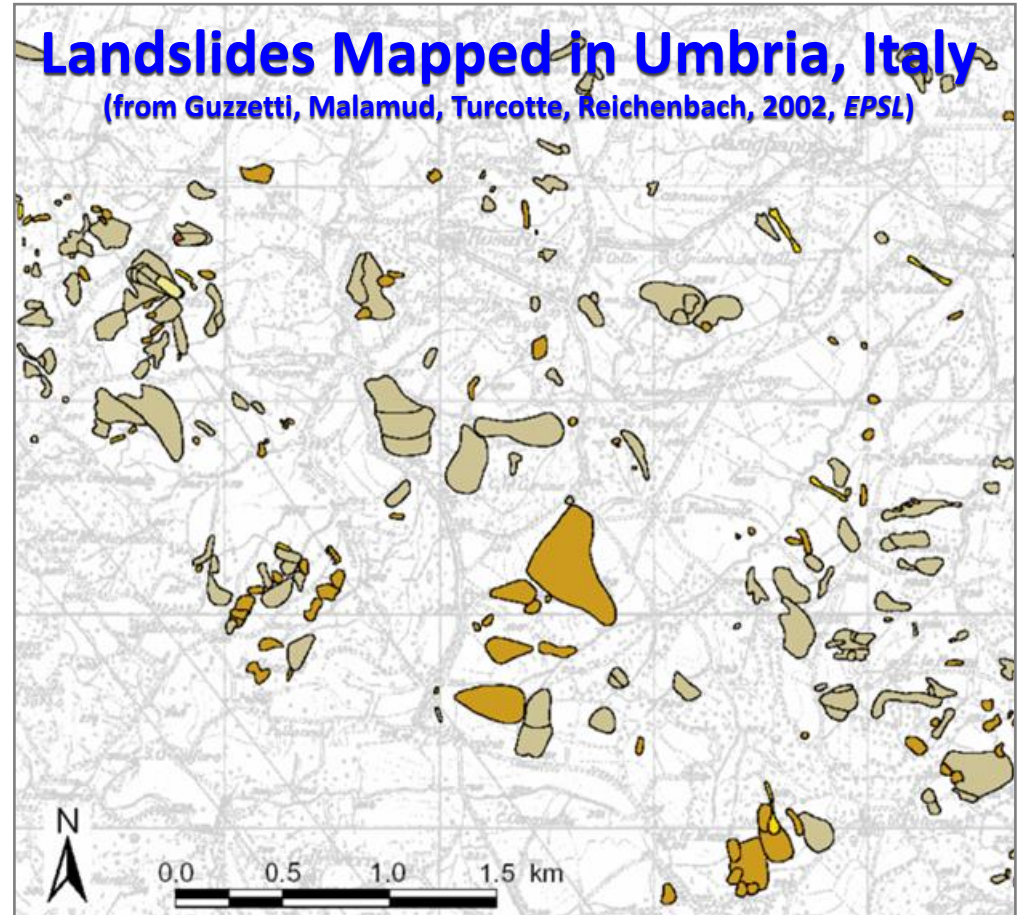 Landslides Mapped in Umbria, Italy
(from Guzzetti, Malamud, Turcotte, Reichenbach, 2002, EPSL)
N
0.0 0.5 1.0 1.5 km